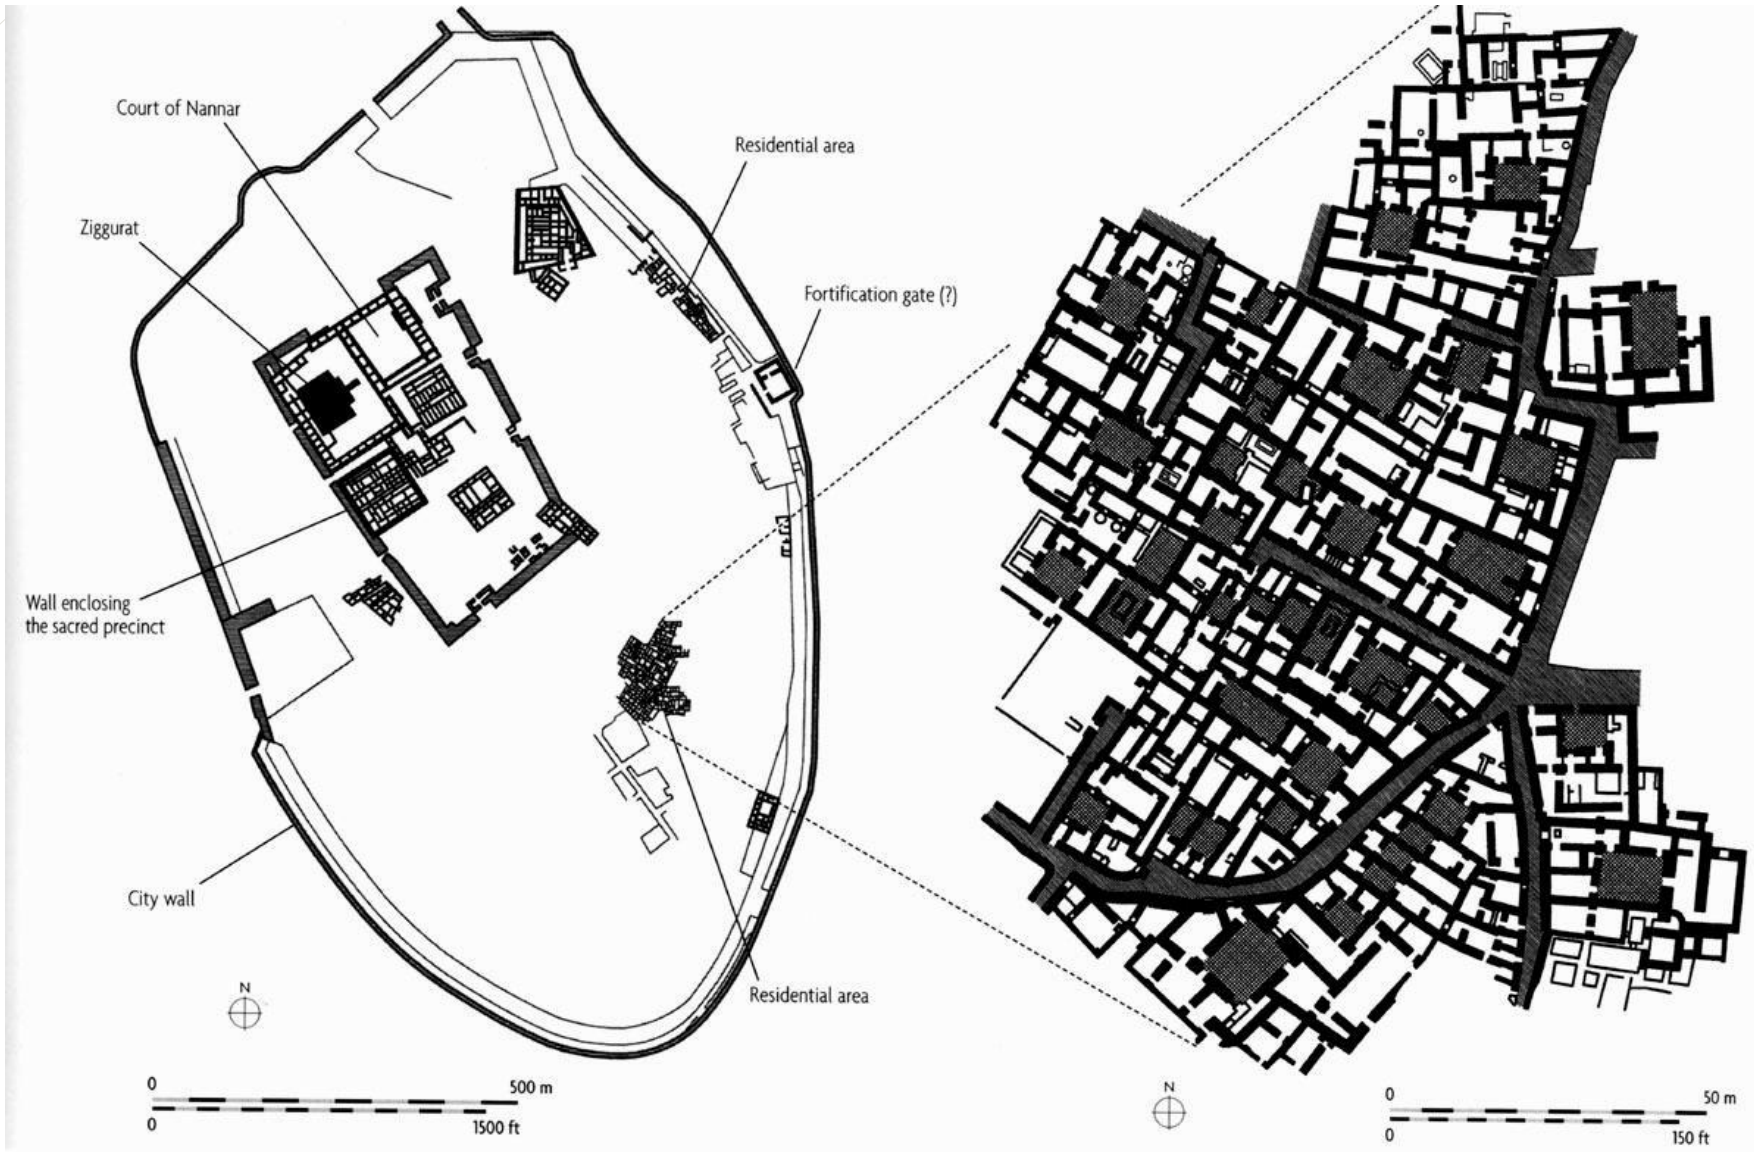 Court of Nannar
Residential area
Ziggurat
Fortification gate (?)
Wall enclosing
the sacred precinct
City wall
Residential area
N
0
500 m
0
1500 ft
N
0
50 m
0
150 ft